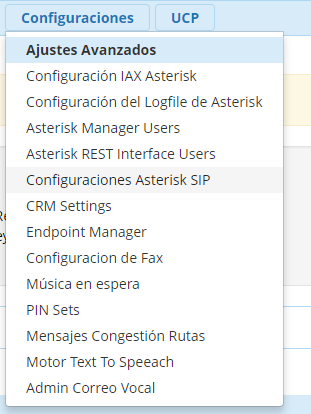 Configuraciones UCP
Ajustes Avanzados
Configuración IAX Asterisk
Configuración del Logfile de Asterisk
Asterisk Manager Users
Asterisk REST Interface Users
Configuraciones Asterisk SIP
CRM Settings
Endpoint Manager
Configuracion de Fax
Música en espera
PIN Sets
Mensajes Congestión Rutas
Motor Text To Speeach
Admin Correo Vocal